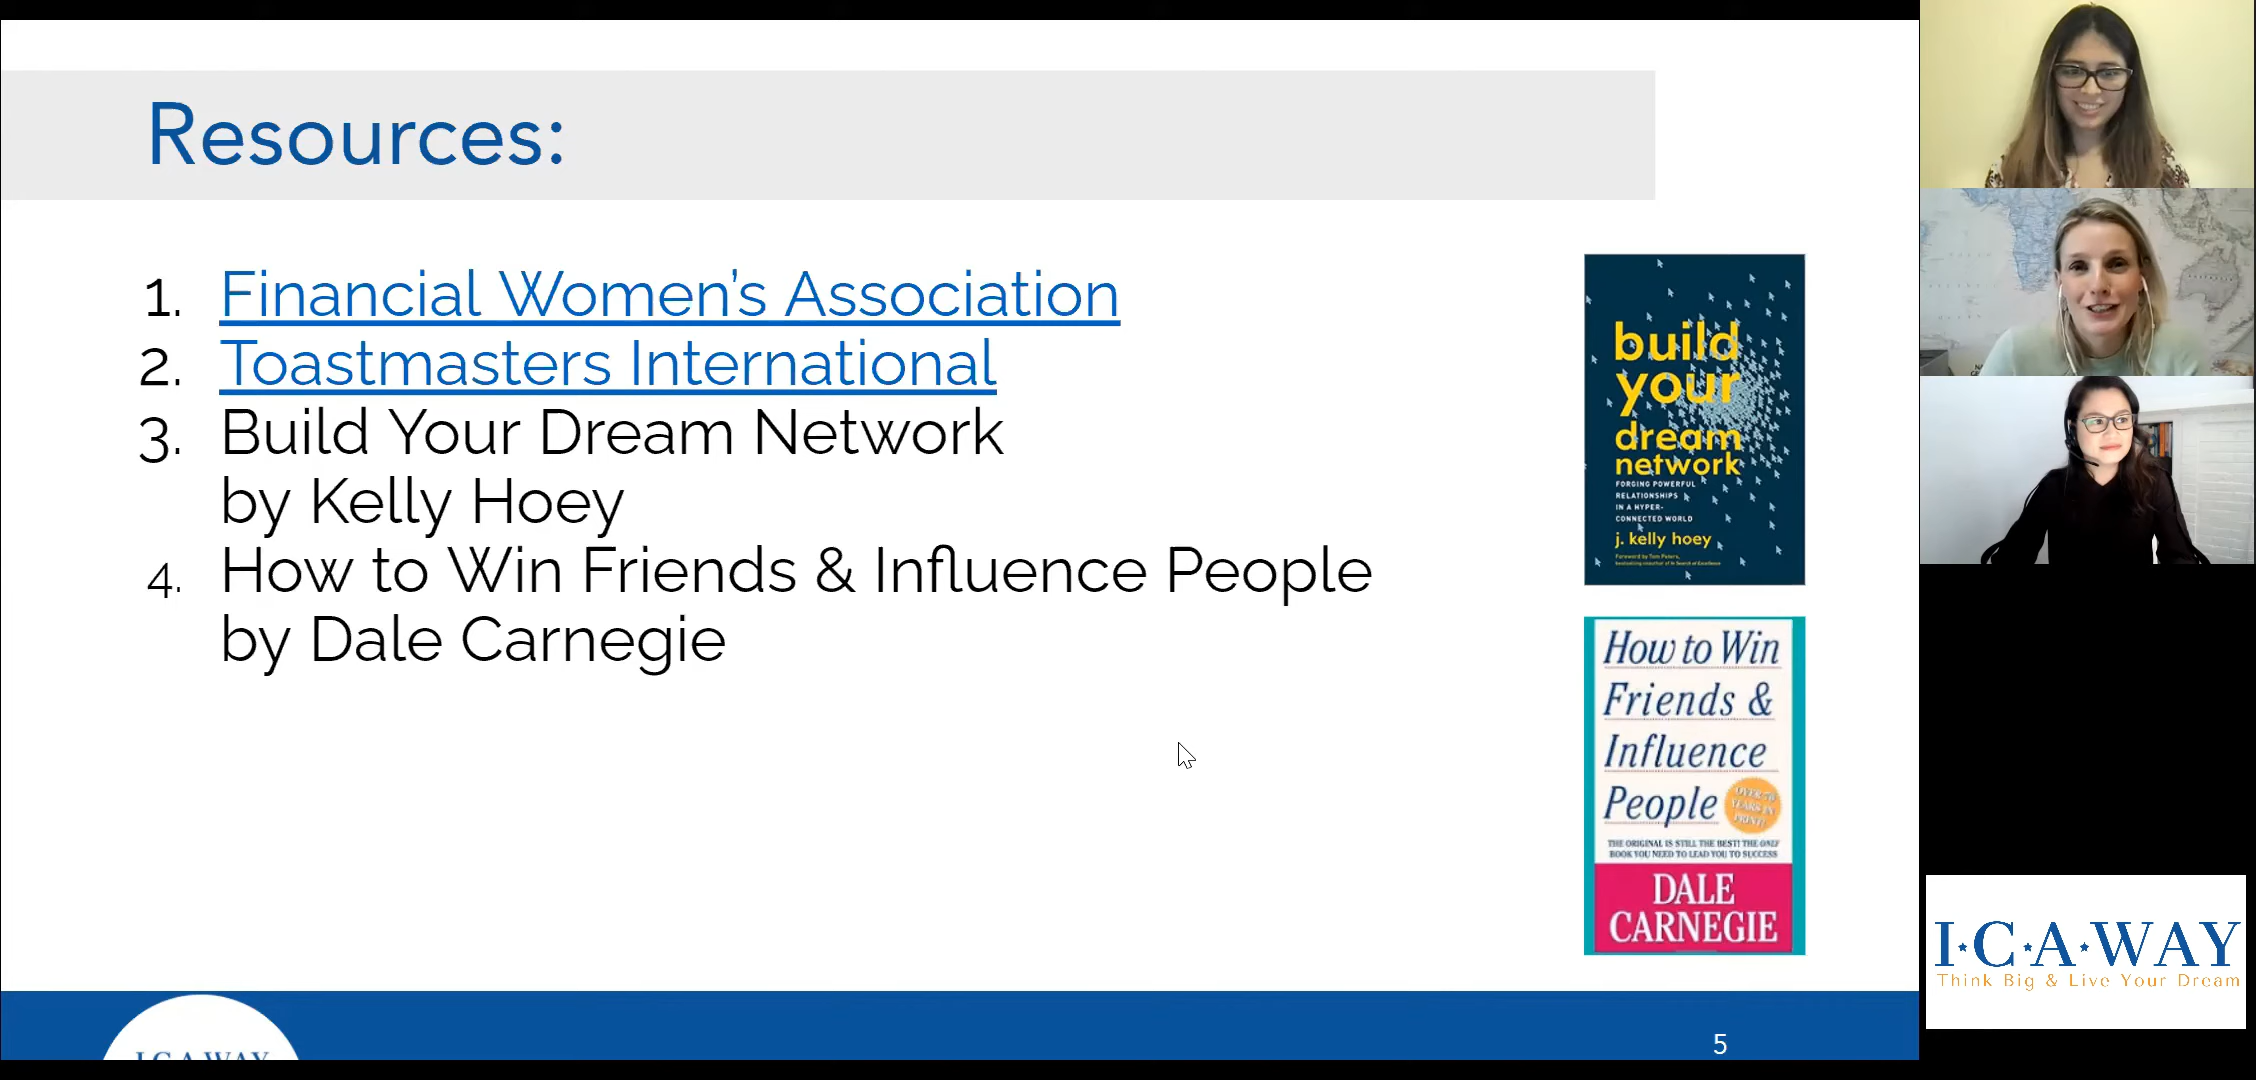 Resources:
1. Financial Women's Association
2. Toastmasters International
3. Build Your Dream Network
by Kelly Hoey
4. How to Win Friends & Influence People
by Dale Carnegie
build
your
dream
network
FORGING POWERFUL
RELATIONSHIPS
IN A HYPER-
CONNECTED WORLD
j. kelly hoey
Foreword by Tom Peters,
bestselling coauthor of In Search of Excellence
How to Win
Friends &
Influence
People
OVER 70
YEARS IN
PRINT!
THE ORIGINAL IS STILL THE BEST! THE ONLY
BOOK YOU NEED TO LEAD YOU TO SUCCESS
DALE
CARNEGIE
I·C·A·WAY
Think Big & Live Your Dream
I.C.A.WAY
5